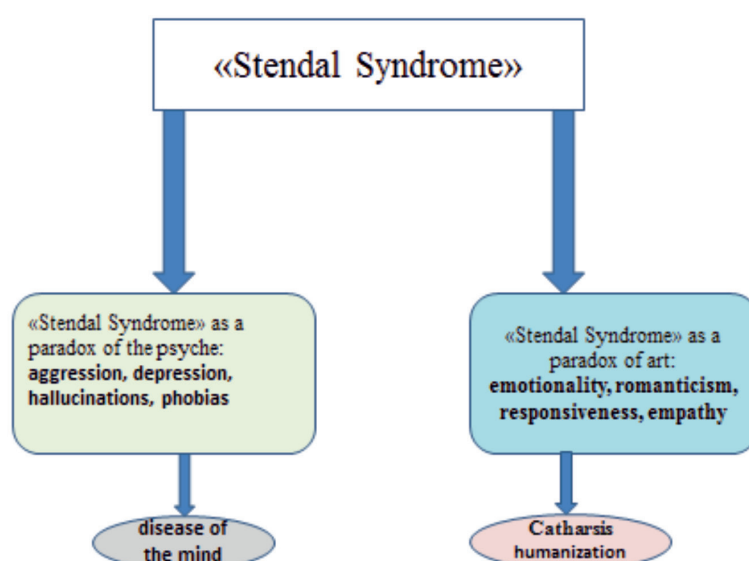 «Stendal Syndrome»
«Stendal Syndrome» as a
paradox of the psyche:
aggression, depression,
hallucinations, phobias
«Stendal Syndrome» as a
paradox of art:
emotionality, romanticism,
responsiveness, empathy
disease of
the mind
Catharsis
humanization